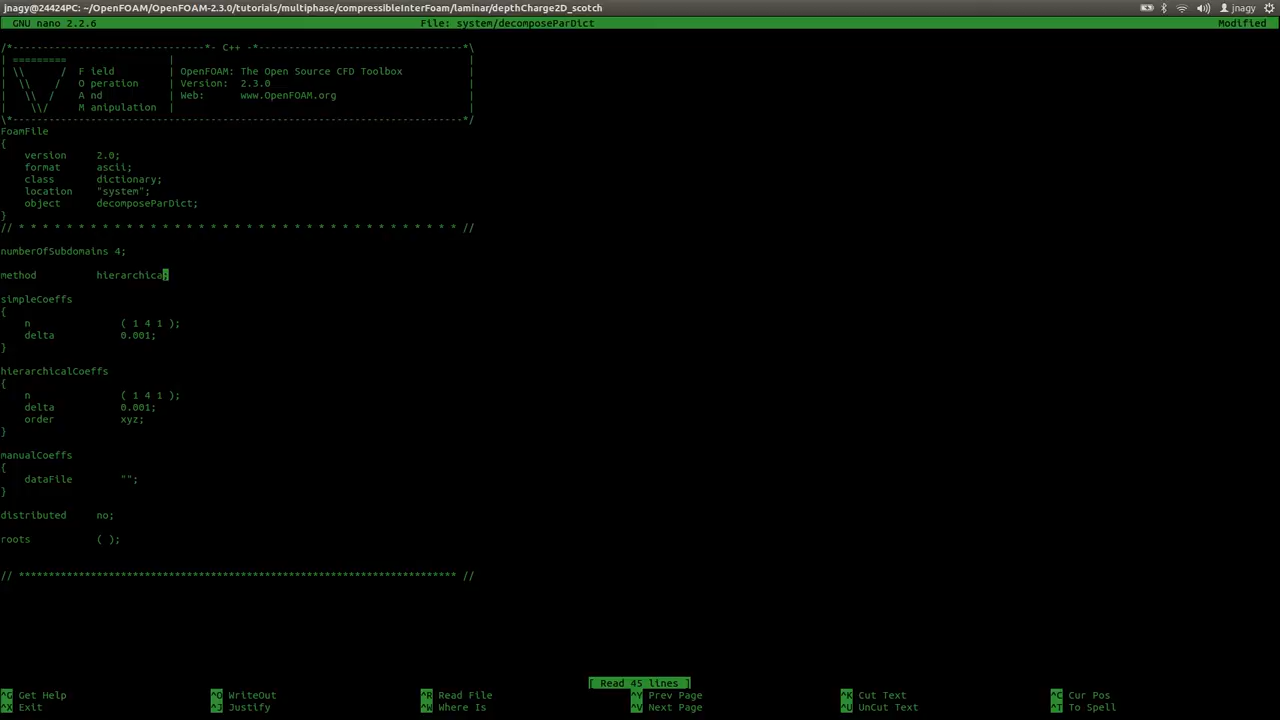 jnagy@24424PC: ~/OpenFOAM/OpenFOAM-2.3.0/tutorials/multiphase/compressibleInterFoam/laminar/depthCharge2D_scotch jnagy
GNU nano 2.2.6 File: system/decomposeParDict Modified
/*--------------------------------*- C++ -*----------------------------------*\
| ========= | |
| \\ / F ield | OpenFOAM: The Open Source CFD Toolbox |
| \\ / O peration | Version: 2.3.0 |
| \\ / A nd | Web: www.OpenFOAM.org |
| \\/ M anipulation | |
\*---------------------------------------------------------------------------*/
FoamFile
{
version 2.0;
format ascii;
class dictionary;
location "system";
object decomposeParDict;
}
// * * * * * * * * * * * * * * * * * * * * * * * * * * * * * * * * * * * * * //
numberOfSubdomains 4;
method hierarchica;
simpleCoeffs
{
n ( 1 4 1 );
delta 0.001;
}
hierarchicalCoeffs
{
n ( 1 4 1 );
delta 0.001;
order xyz;
}
manualCoeffs
{
dataFile "";
}
distributed no;
roots ( );
// ************************************************************************* //
[ Read 45 lines ]
^G Get Help ^O WriteOut ^R Read File ^Y Prev Page ^K Cut Text ^C Cur Pos
^X Exit ^J Justify ^W Where Is ^V Next Page ^U UnCut Text ^T To Spell